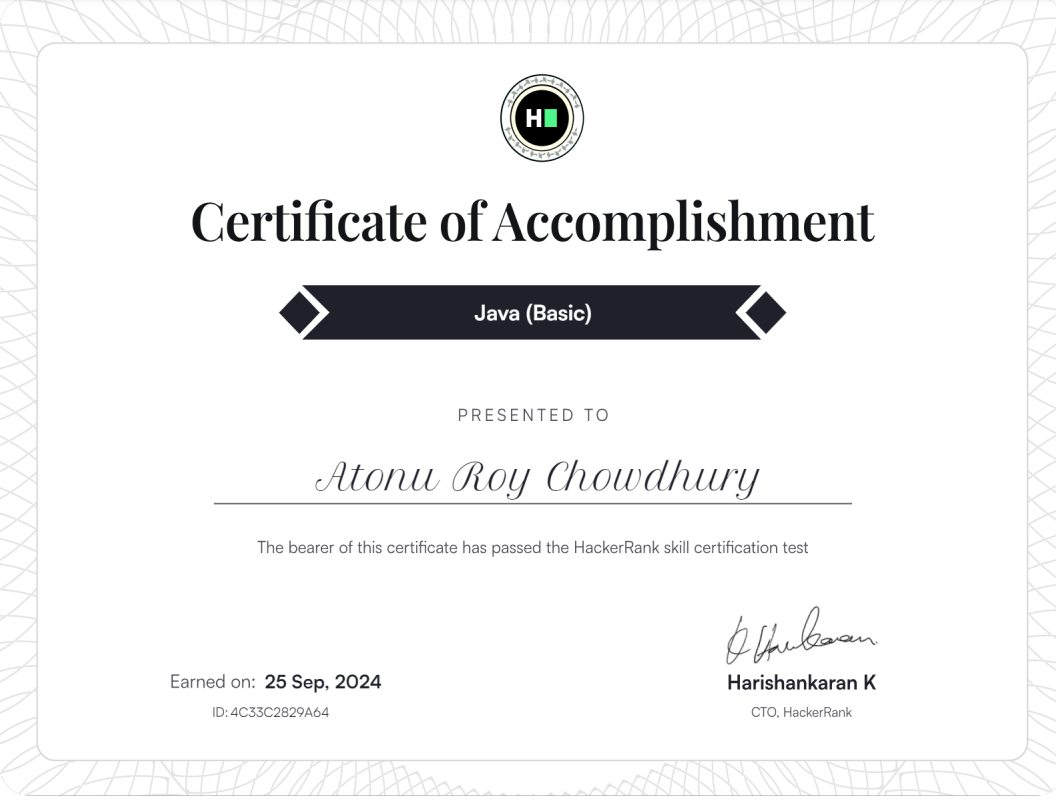 H
Certificate of Accomplishment
Java (Basic)
PRESENTED TO
Atonu Roy Chowdhury
The bearer of this certificate has passed the HackerRank skill certification test
Earned on: 25 Sep, 2024
ID: 4C33C2829A64
Harishankaran K
CTO, HackerRank